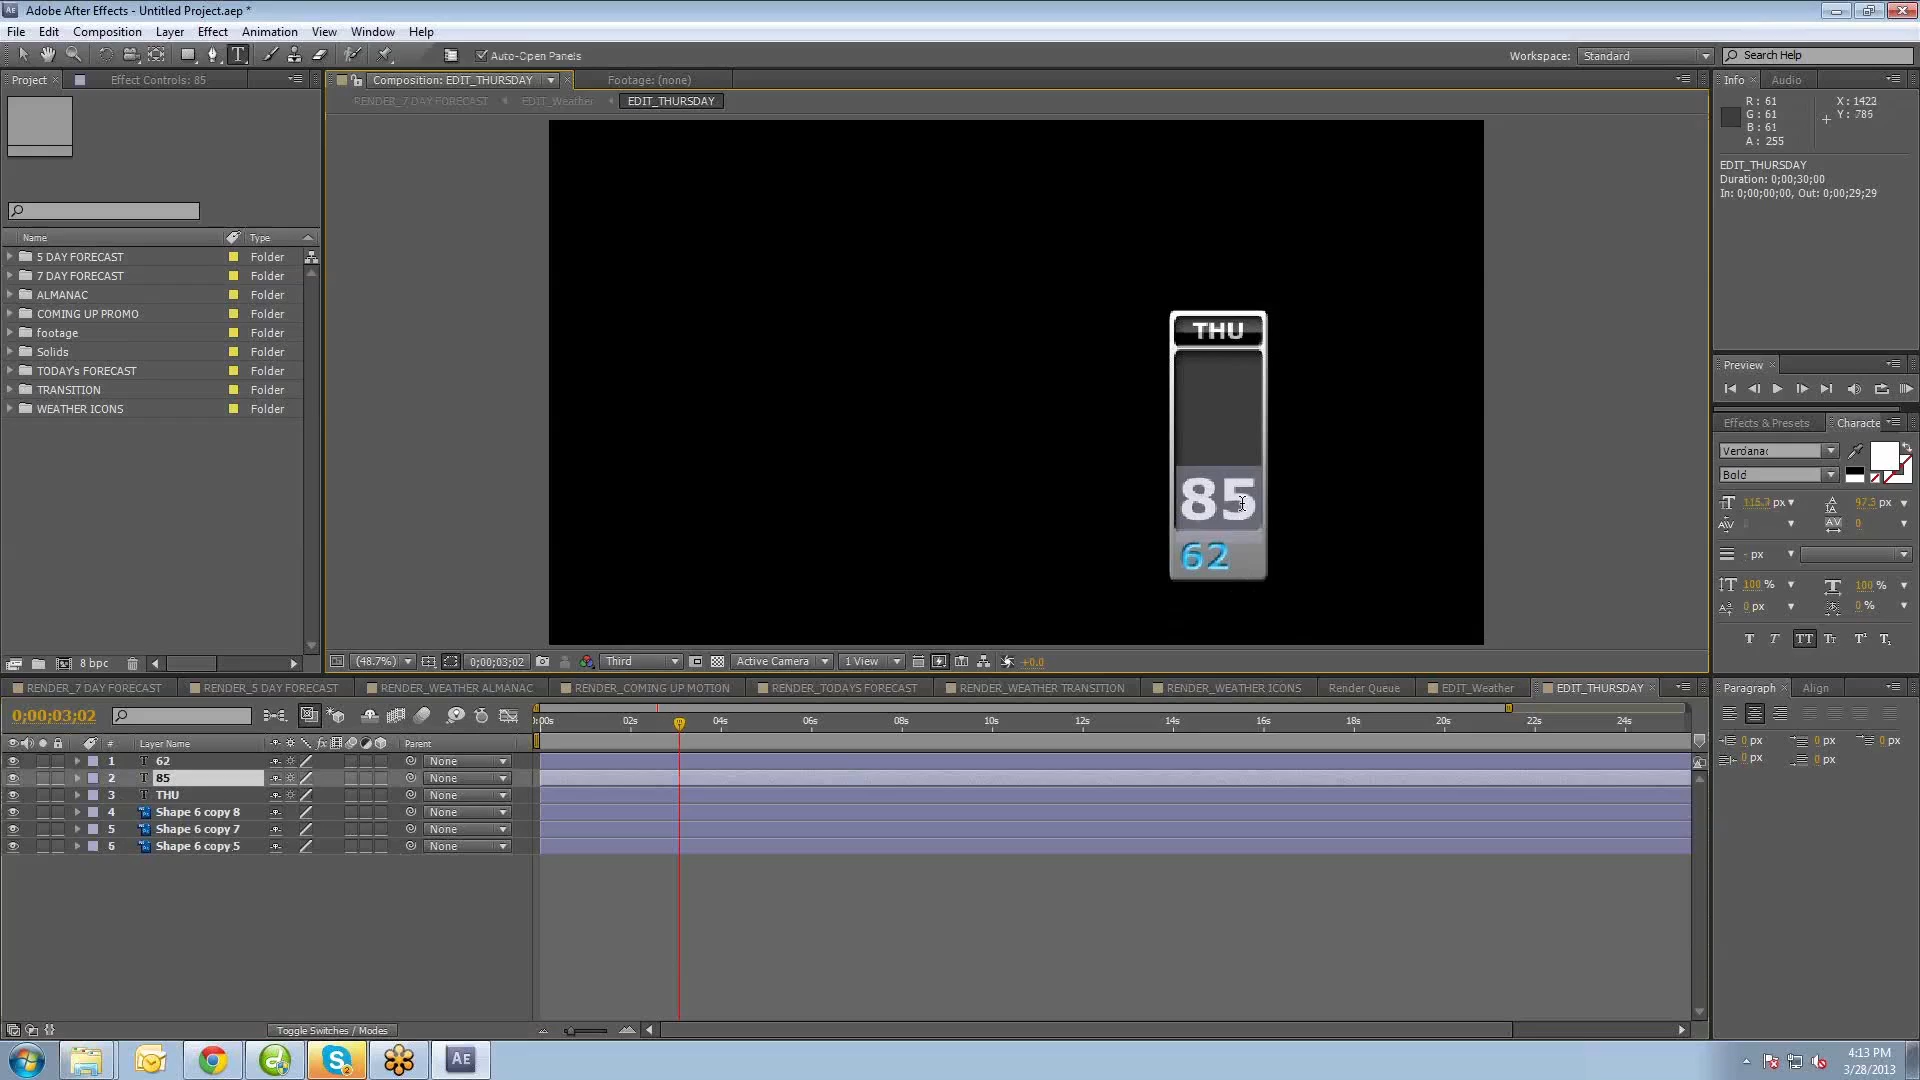 Adobe After Effects - Untitled Project.aep *
File Edit Composition Layer Effect Animation View Window Help
Auto-Open Panels
Workspace: Standard
Search Help
Project
Effect Controls: 85
Composition: EDIT_THURSDAY
Footage: (none)
Info
Audio
RENDER_7 DAY FORECAST
EDIT_Weather
EDIT_THURSDAY
R: 61
G: 61
B: 61
A: 255
X: 1423
EDIT_THURSDAY
Duration: 0;00;30;00
In: 0;00;00;00, Out: 0;00;29;29
Name
Type
5 DAY FORECAST Folder
7 DAY FORECAST Folder
ALMANAC Folder
COMING UP PROMO Folder
footage Folder
Solids Folder
TODAY's FORECAST Folder
TRANSITION Folder
WEATHER ICONS Folder
THU
85
62
Preview
Effects & Presets
Characte
Verdana
Bold
115.? px
97.3 px
0
- px
100 %
100 %
0 px
0 %
T T TT Tt
8 bpc
(48.7%)
0;00;03;02
Third
Active Camera
1 View
+0.0
RENDER_7 DAY FORECAST
RENDER_5 DAY FORECAST
RENDER_WEATHER ALMANAC
RENDER_COMING UP MOTION
RENDER_TODAYS FORECAST
RENDER_WEATHER TRANSITION
RENDER_WEATHER ICONS
Render Queue
EDIT_Weather
EDIT_THURSDAY
Paragraph
Align
0;00;03;02
:00s 02s 04s 06s 08s 10s 12s 14s 16s 18s 20s 22s 24s
# Layer Name
fx
Parent
1 T 62 None
2 T 85 None
3 T THU None
4 Shape 6 copy 8 None
5 Shape 6 copy 7 None
6 Shape 6 copy 5 None
0 px
0 px
0 px
0 px
0 px
Toggle Switches / Modes
AE
4:13 PM
3/28/2013